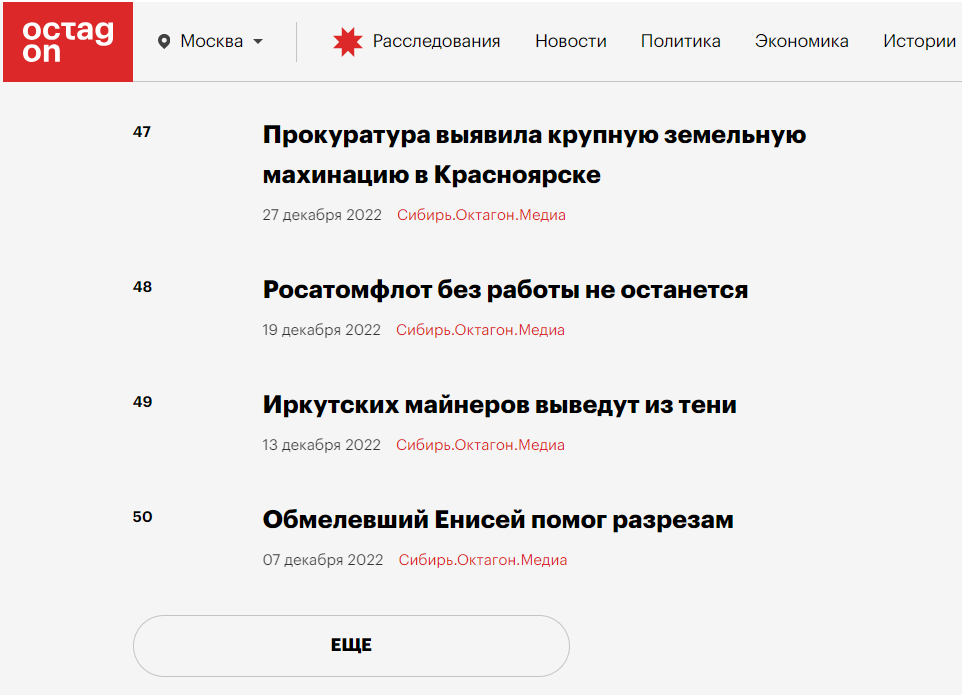 остаg
on
Москва
Расследования
Новости
Политика
Экономика
Истории
47
Прокуратура выявила крупную земельную
махинацию в Красноярске
27 декабря 2022 Сибирь.Октагон.Медиа
48
Росатомфлот без работы не останется
19 декабря 2022 Сибирь.Октагон.Медиа
49
Иркутских майнеров выведут из тени
13 декабря 2022 Сибирь.Октагон.Медиа
50
Обмелевший Енисей помог разрезам
07 декабря 2022 Сибирь.Октагон.Медиа
ЕЩЕ